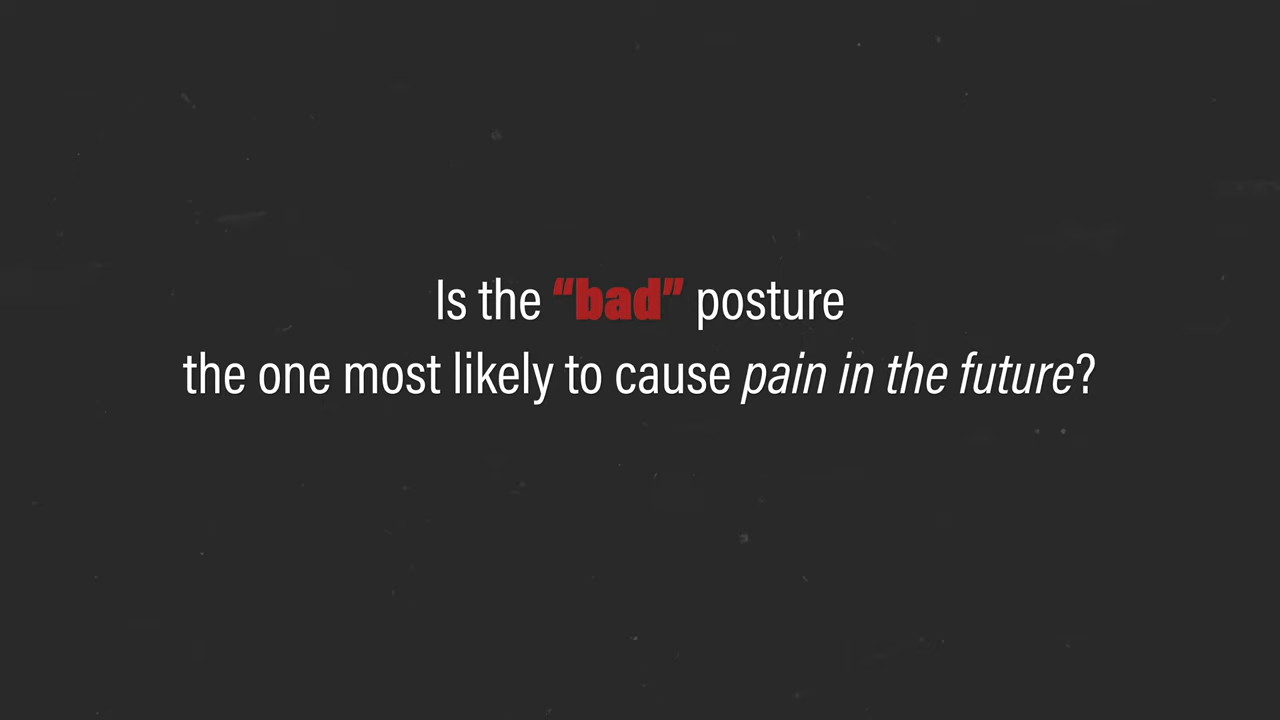 Is the “bad” posture
the one most likely to cause pain in the future?